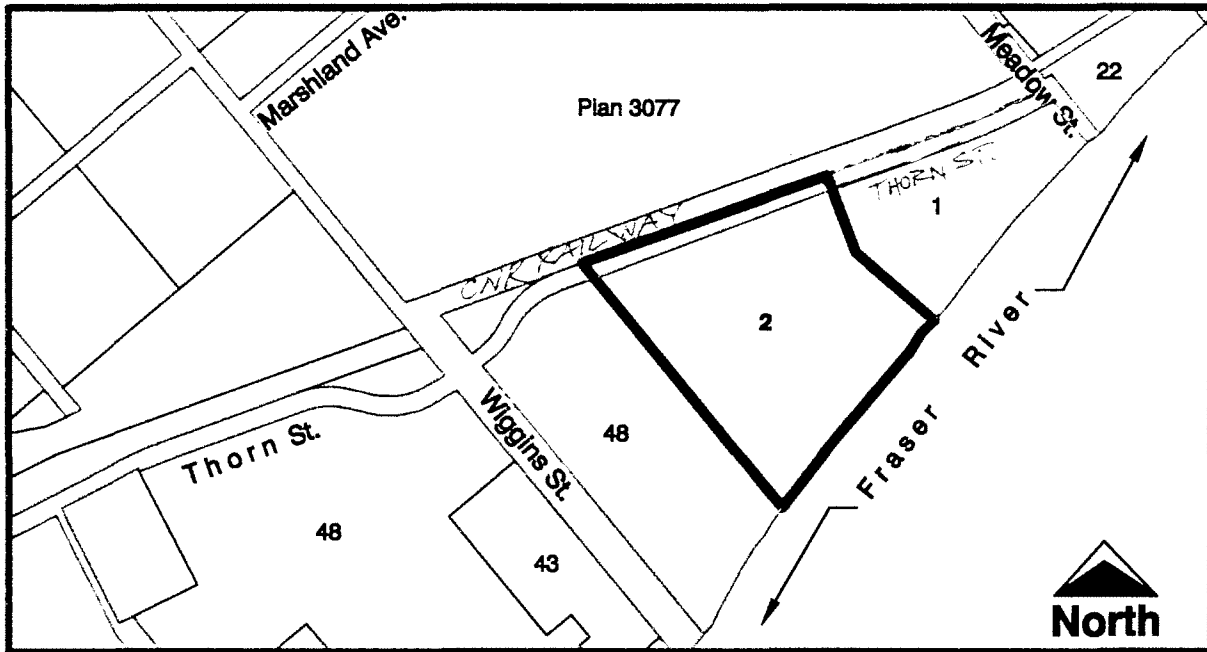 Marshland Ave.
Meadow St.
22
Plan 3077
THORN ST.
1
CNR RAILWAY
2
Fraser River
Wiggins St.
48
Thorn St.
48
43
North